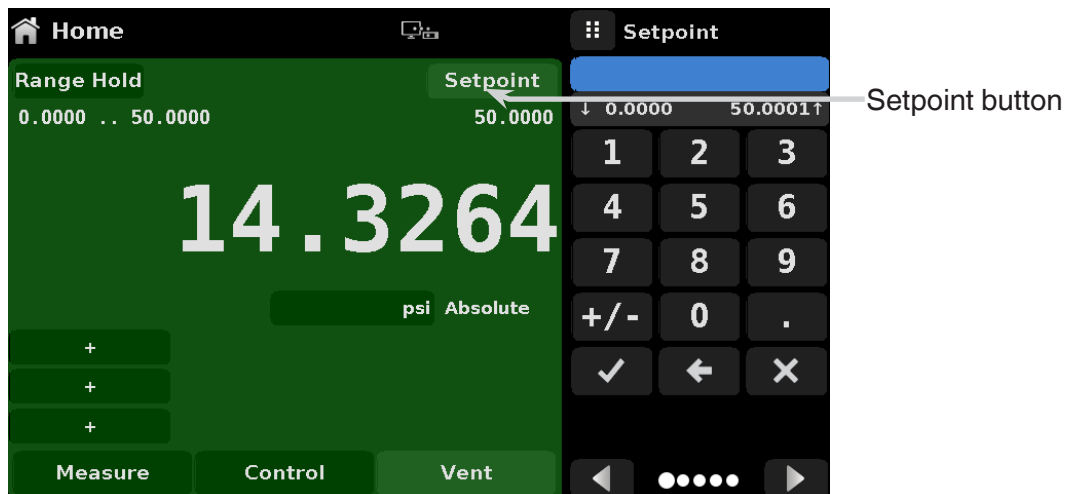 Home
Setpoint
Range Hold
Setpoint
0.0000 .. 50.0000
50.0000
14.3264
psi Absolute
+
+
+
Measure Control Vent
↓ 0.0000 50.0001↑
1 2 3
4 5 6
7 8 9
+/- 0 .
Setpoint button